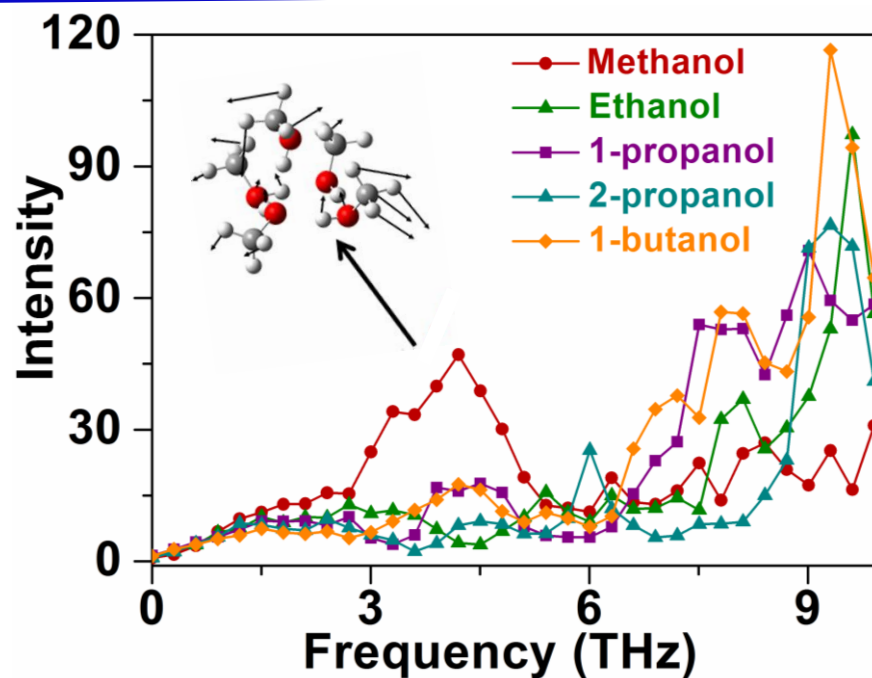 120
90
60
30
0
Intensity
Methanol
Ethanol
1-propanol
2-propanol
1-butanol
0 3 6 9
Frequency (THz)